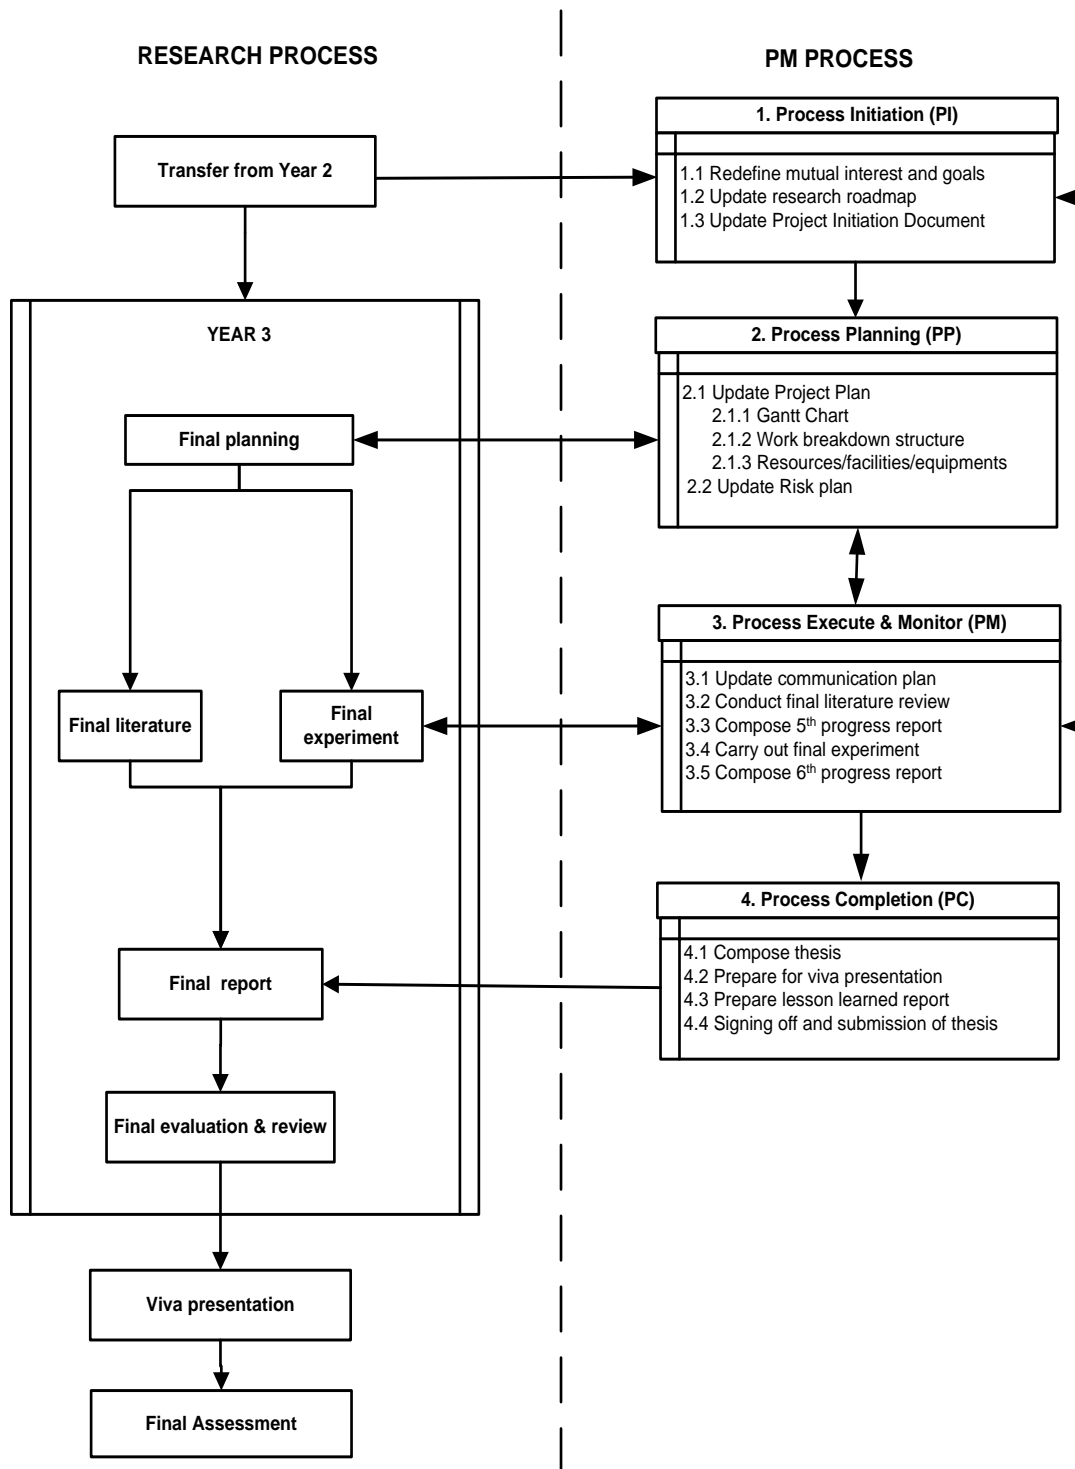 RESEARCH PROCESS
Transfer from Year 2
YEAR 3
Final planning
Final literature
Final
experiment
Final report
Final evaluation & review
Viva presentation
Final Assessment
PM PROCESS
1. Process Initiation (PI)
1.1 Redefine mutual interest and goals
1.2 Update research roadmap
1.3 Update Project Initiation Document
2. Process Planning (PP)
2.1 Update Project Plan
2.1.1 Gantt Chart
2.1.2 Work breakdown structure
2.1.3 Resources/facilities/equipments
2.2 Update Risk plan
3. Process Execute & Monitor (PM)
3.1 Update communication plan
3.2 Conduct final literature review
3.3 Compose 5th progress report
3.4 Carry out final experiment
3.5 Compose 6th progress report
4. Process Completion (PC)
4.1 Compose thesis
4.2 Prepare for viva presentation
4.3 Prepare lesson learned report
4.4 Signing off and submission of thesis